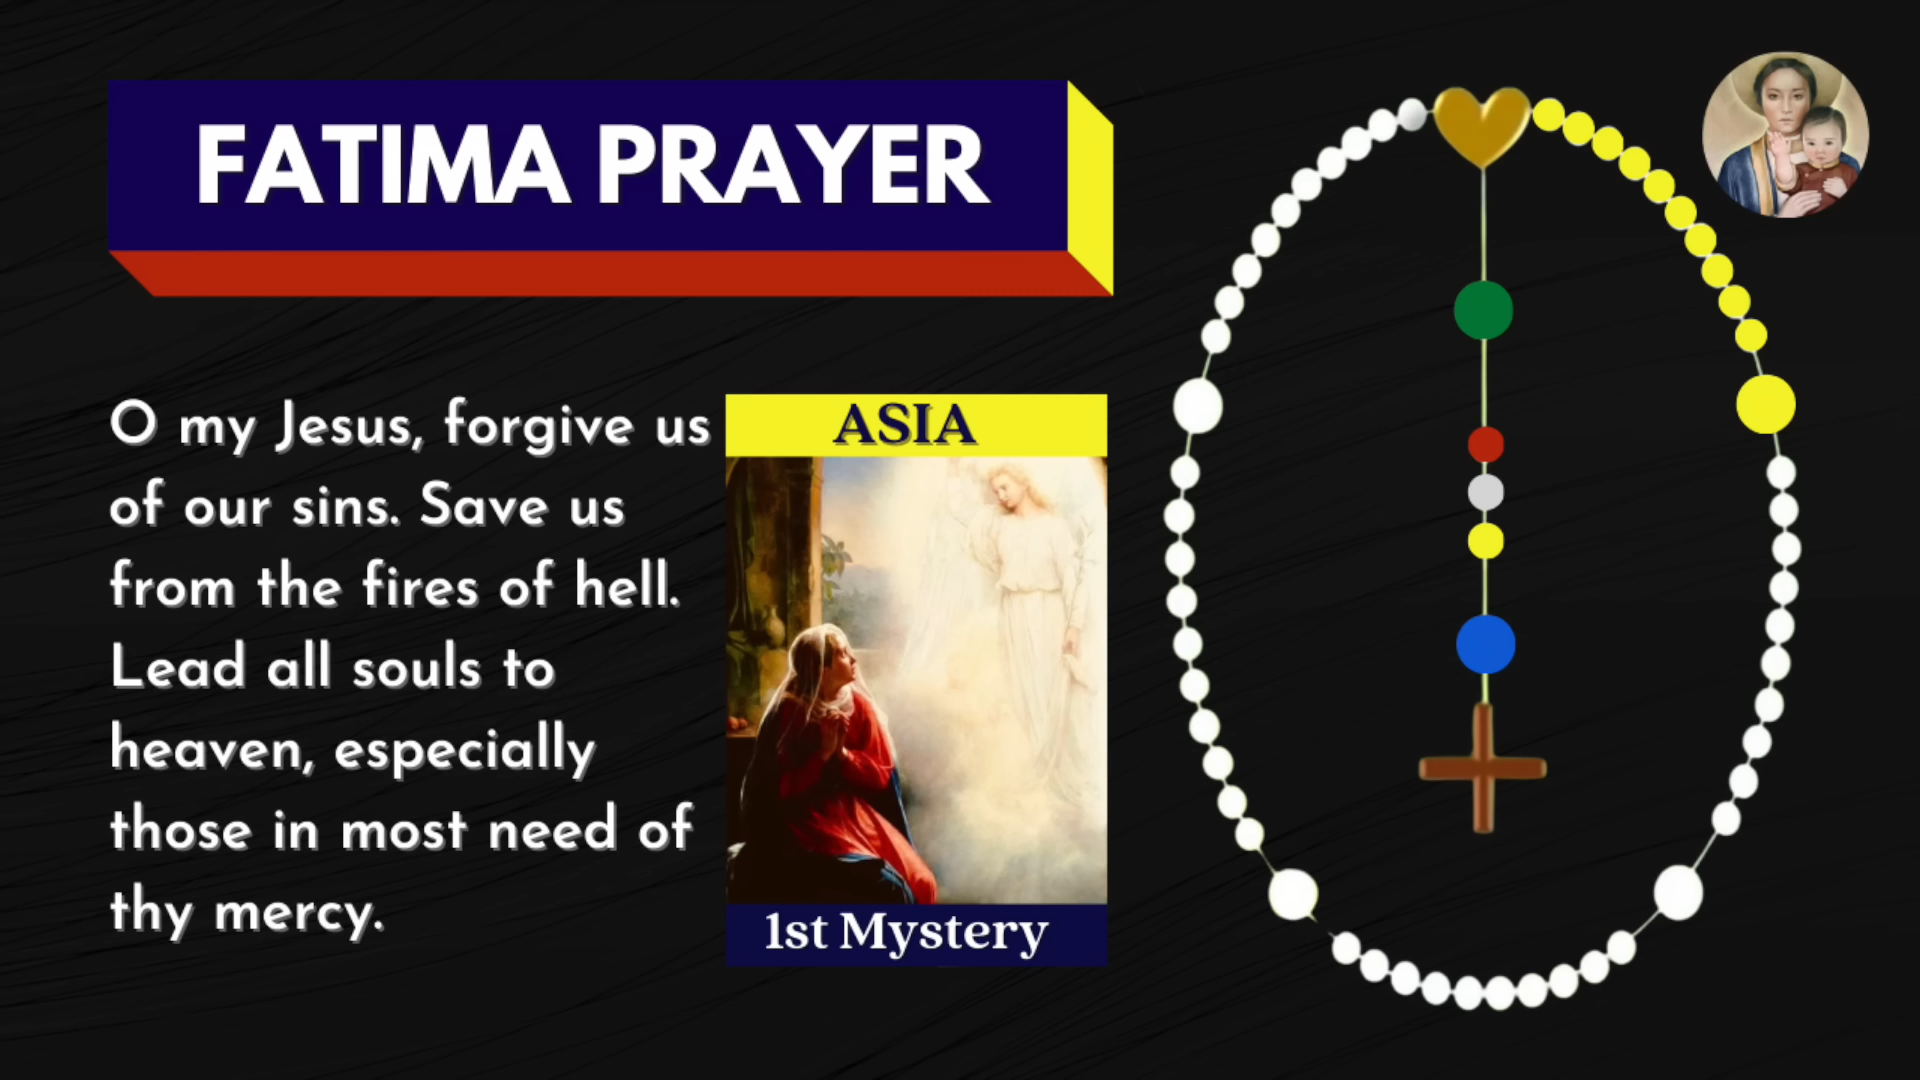 FATIMA PRAYER
O my Jesus, forgive us
of our sins. Save us
from the fires of hell.
Lead all souls to
heaven, especially
those in most need of
thy mercy.
ASIA
1st Mystery